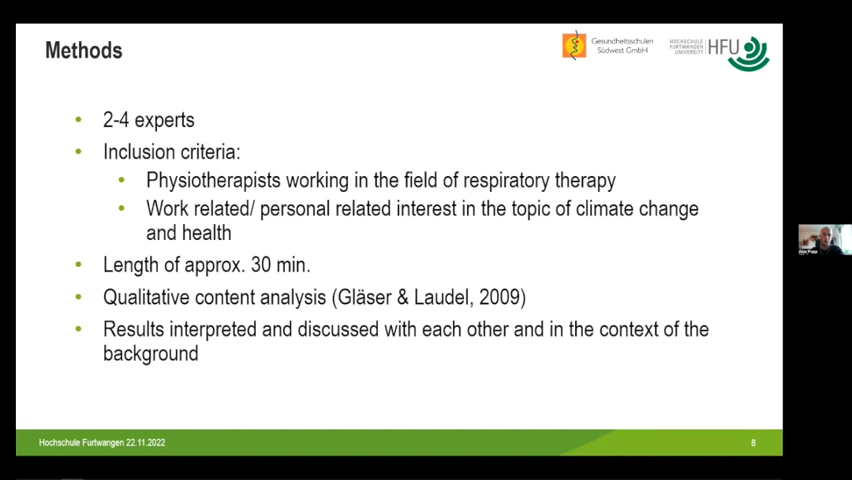 Methods
Gesundheitsschulen
Südwest GmbH
HOCHSCHULE
FURTWANGEN
UNIVERSITY
HFU
• 2-4 experts
• Inclusion criteria:
• Physiotherapists working in the field of respiratory therapy
• Work related/ personal related interest in the topic of climate change
and health
• Length of approx. 30 min.
• Qualitative content analysis (Gläser & Laudel, 2009)
• Results interpreted and discussed with each other and in the context of the
background
Hochschule Furtwangen 22.11.2022
8